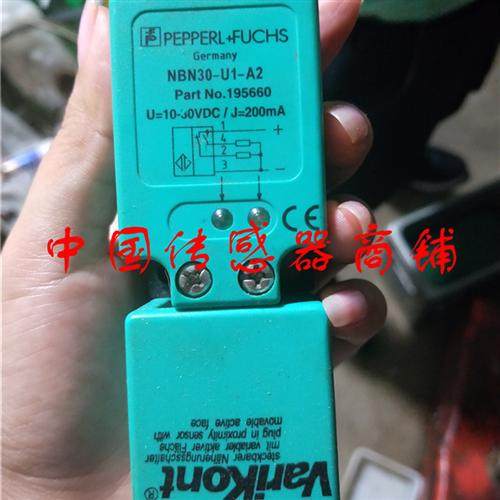 PEPPERL+FUCHS
Germany
NBN30-U1-A2
Part No.195660
U=10-30VDC / J=200mA
1 +
4
2
3 -
CE
中国传感器商铺
steckbarer Näherungsschalter
mit variabler aktiver Fläche
plug in proximity sensor with
movable active face
VariKont®